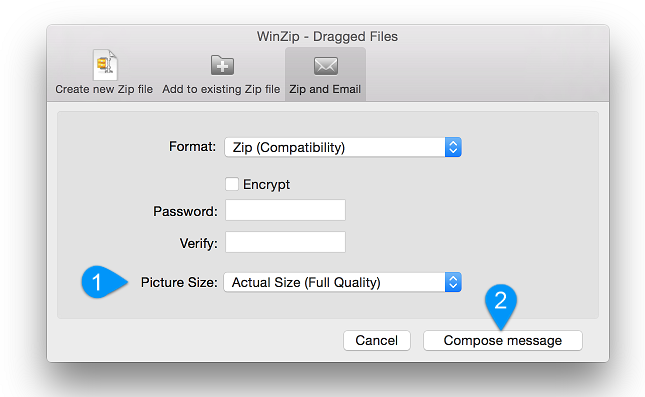 WinZip - Dragged Files
Create new Zip file Add to existing Zip file Zip and Email
Format: Zip (Compatibility)
Encrypt
Password:
Verify:
1 Picture Size: Actual Size (Full Quality)
2
Cancel Compose message